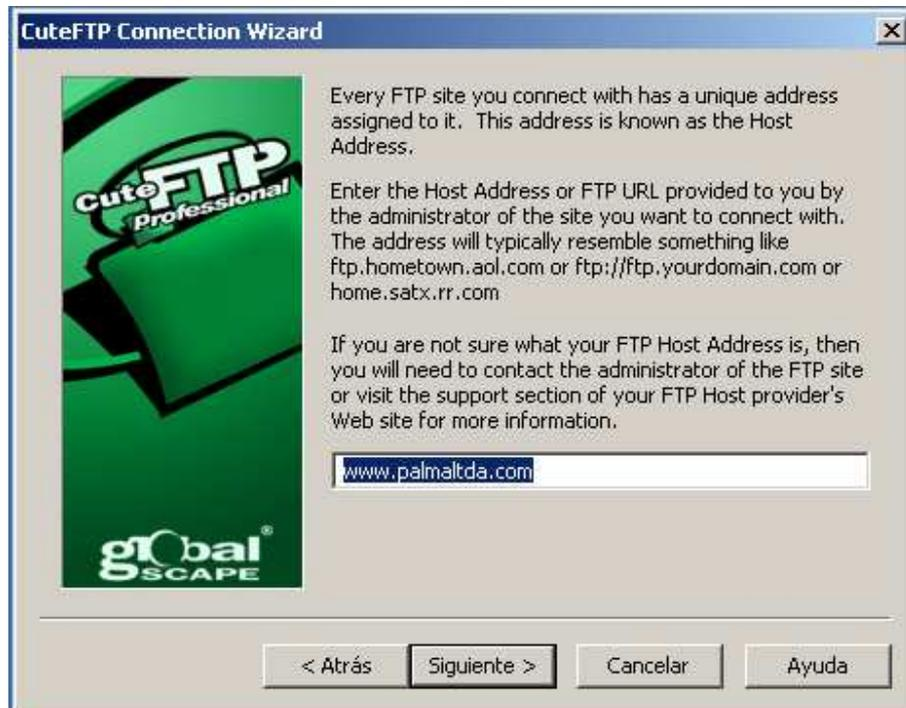 CuteFTP Connection Wizard
Every FTP site you connect with has a unique address
assigned to it.  This address is known as the Host
Address.
Enter the Host Address or FTP URL provided to you by
the administrator of the site you want to connect with.
The address will typically resemble something like
ftp.hometown.aol.com or ftp://ftp.yourdomain.com or
home.satx.rr.com
If you are not sure what your FTP Host Address is, then
you will need to contact the administrator of the FTP site
or visit the support section of your FTP Host provider's
Web site for more information.
www.palmaltda.com
cuteFTP
Professional
globalSCAPE®
< Atrás
Siguiente >
Cancelar
Ayuda